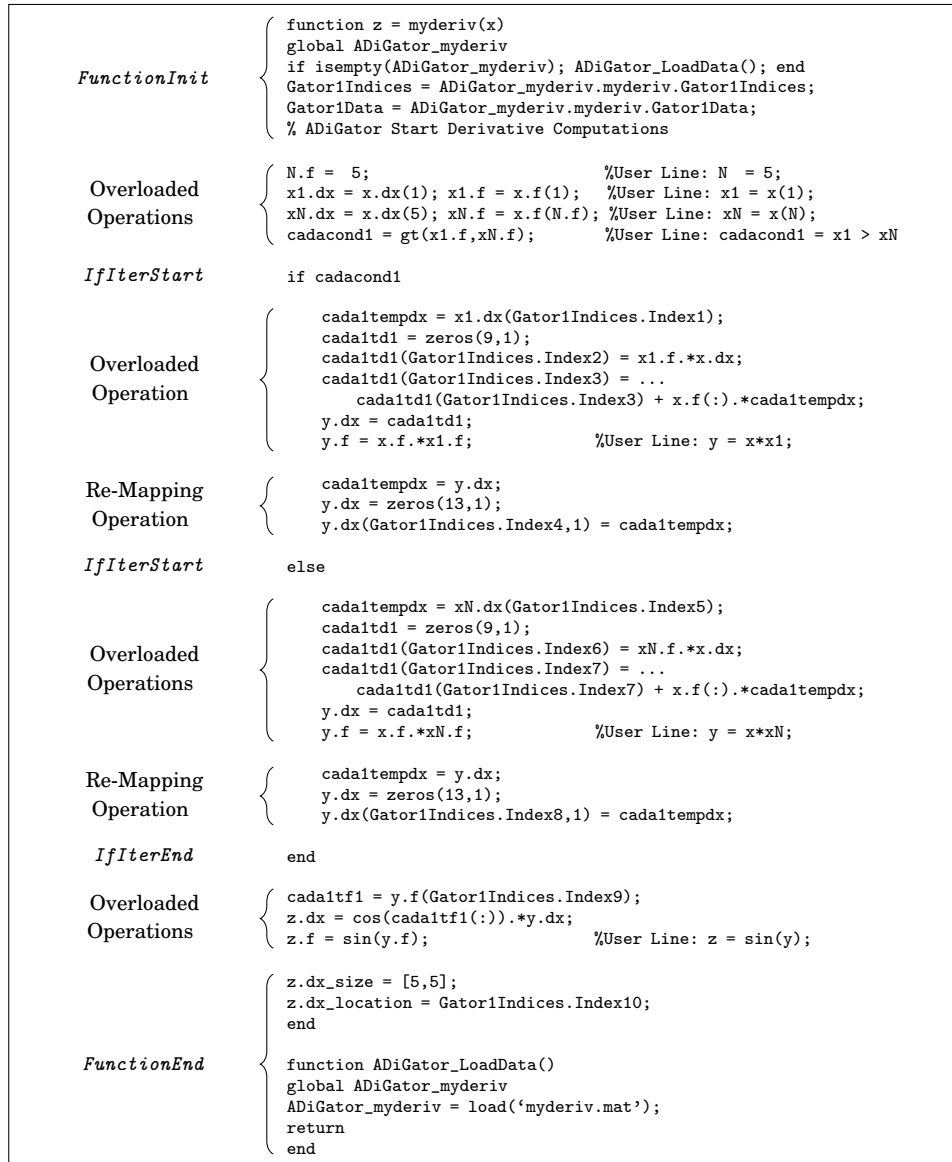 function z = myderiv(x)
global ADiGator_myderiv
FunctionInit if isempty(ADiGator_myderiv); ADiGator_LoadData(); end
Gator1Indices = ADiGator_myderiv.myderiv.Gator1Indices;
Gator1Data = ADiGator_myderiv.myderiv.Gator1Data;
% ADiGator Start Derivative Computations
Overloaded
Operations
N.f =  5; %User Line: N  = 5;
x1.dx = x.dx(1); x1.f = x.f(1); %User Line: x1 = x(1);
xN.dx = x.dx(5); xN.f = x.f(N.f); %User Line: xN = x(N);
cadacond1 = gt(x1.f,xN.f); %User Line: cadacond1 = x1 > xN
IfIterStart if cadacond1
Overloaded
Operation
cada1tempdx = x1.dx(Gator1Indices.Index1);
cada1td1 = zeros(9,1);
cada1td1(Gator1Indices.Index2) = x1.f.*x.dx;
cada1td1(Gator1Indices.Index3) = ...
cada1td1(Gator1Indices.Index3) + x.f(:).*cada1tempdx;
y.dx = cada1td1;
y.f = x.f.*x1.f; %User Line: y = x*x1;
Re-Mapping
Operation
cada1tempdx = y.dx;
y.dx = zeros(13,1);
y.dx(Gator1Indices.Index4,1) = cada1tempdx;
IfIterStart else
Overloaded
Operations
cada1tempdx = xN.dx(Gator1Indices.Index5);
cada1td1 = zeros(9,1);
cada1td1(Gator1Indices.Index6) = xN.f.*x.dx;
cada1td1(Gator1Indices.Index7) = ...
cada1td1(Gator1Indices.Index7) + x.f(:).*cada1tempdx;
y.dx = cada1td1;
y.f = x.f.*xN.f; %User Line: y = x*xN;
Re-Mapping
Operation
cada1tempdx = y.dx;
y.dx = zeros(13,1);
y.dx(Gator1Indices.Index8,1) = cada1tempdx;
IfIterEnd end
Overloaded
Operations
cada1tf1 = y.f(Gator1Indices.Index9);
z.dx = cos(cada1tf1(:)).*y.dx;
z.f = sin(y.f); %User Line: z = sin(y);
z.dx_size = [5,5];
z.dx_location = Gator1Indices.Index10;
end
FunctionEnd function ADiGator_LoadData()
global ADiGator_myderiv
ADiGator_myderiv = load(‘myderiv.mat’);
return
end